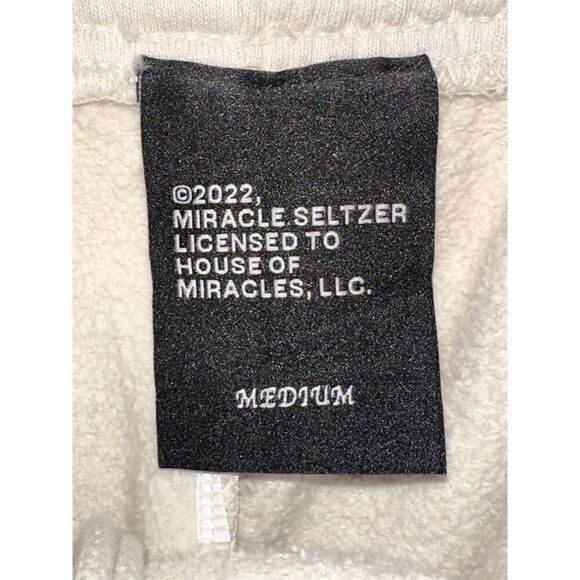 ©2022,
MIRACLE SELTZER
LICENSED TO
HOUSE OF
MIRACLES, LLC.
MEDIUM